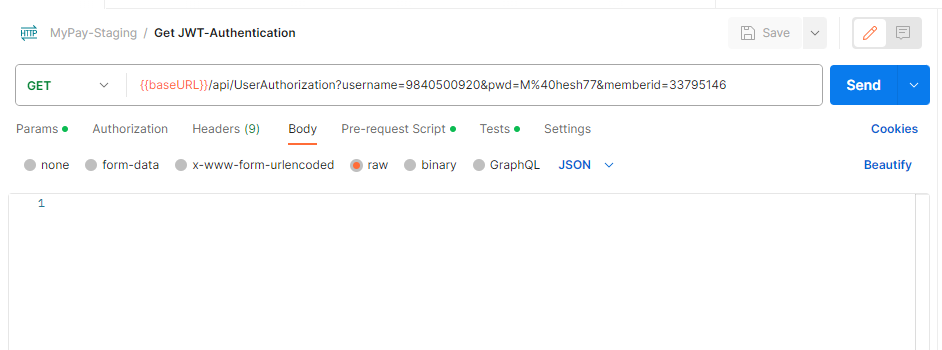 HTTP MyPay-Staging / Get JWT-Authentication Save
GET {{baseURL}}/api/UserAuthorization?username=9840500920&pwd=M%40hesh77&memberid=33795146 Send
Params Authorization Headers (9) Body Pre-request Script Tests Settings Cookies
none form-data x-www-form-urlencoded raw binary GraphQL JSON Beautify
1